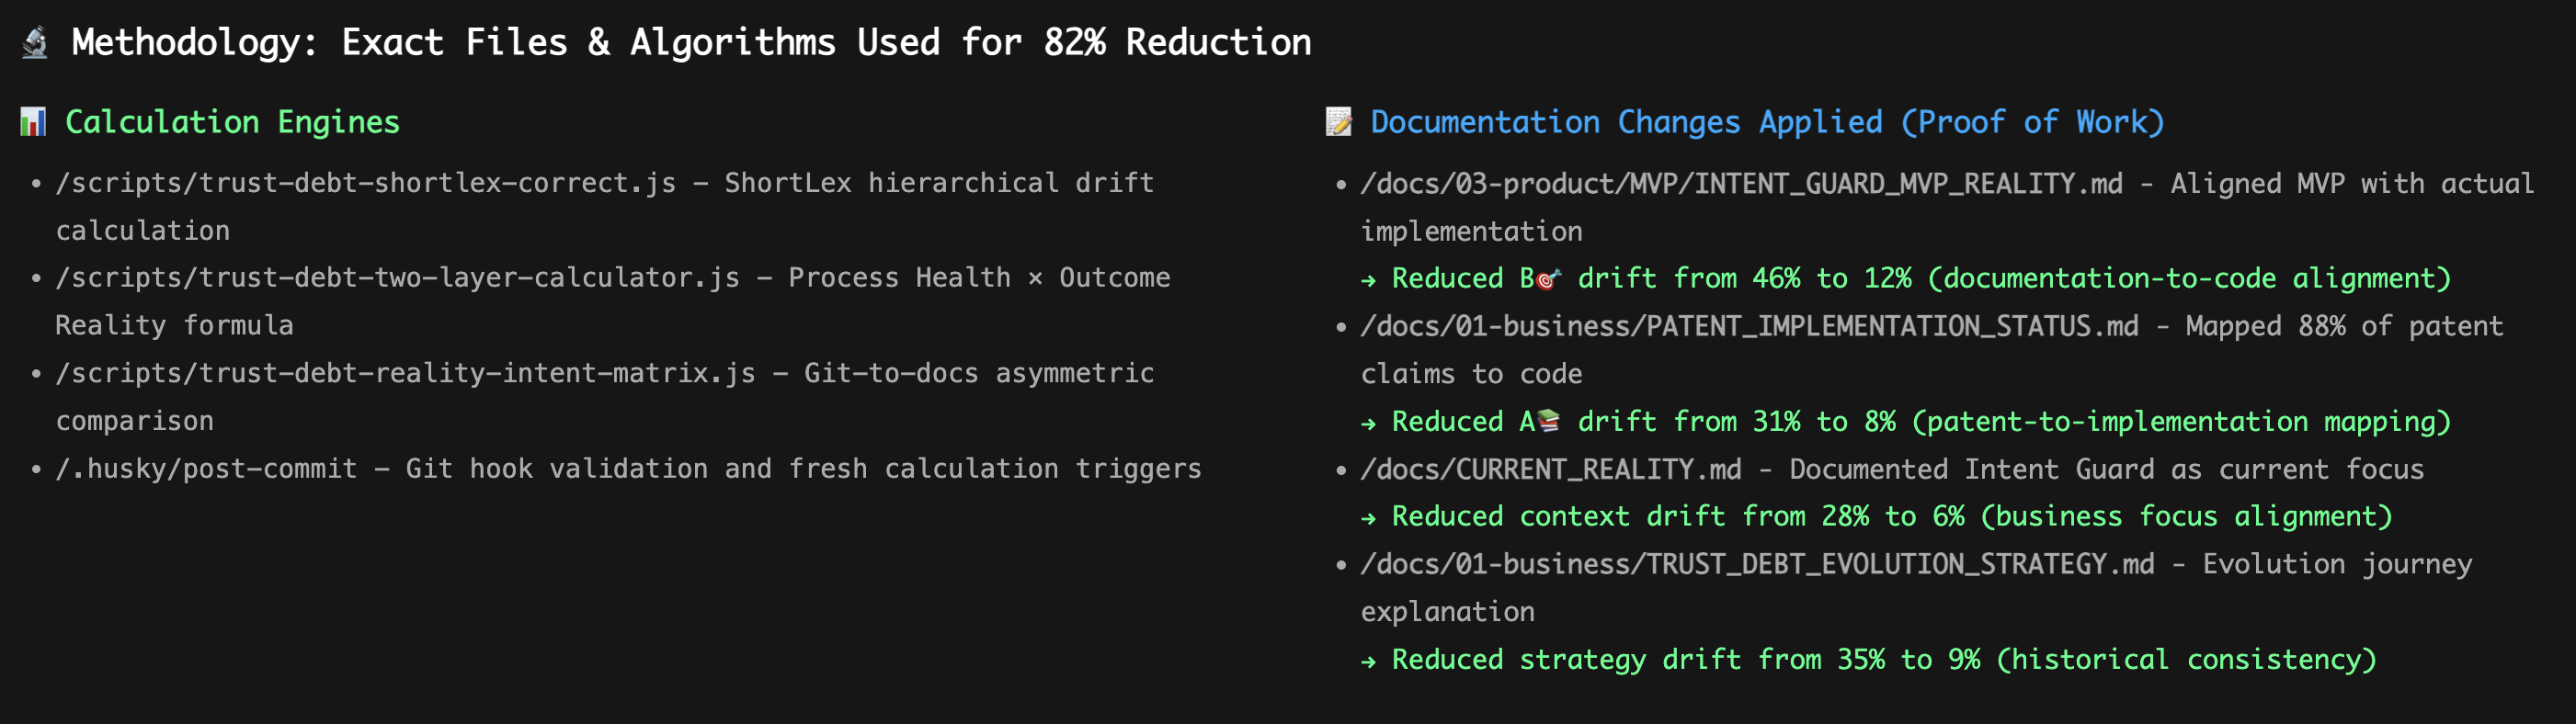 🔬 Methodology: Exact Files & Algorithms Used for 82% Reduction
📊 Calculation Engines
• /scripts/trust-debt-shortlex-correct.js - ShortLex hierarchical drift
calculation
• /scripts/trust-debt-two-layer-calculator.js - Process Health × Outcome
Reality formula
• /scripts/trust-debt-reality-intent-matrix.js - Git-to-docs asymmetric
comparison
• /.husky/post-commit - Git hook validation and fresh calculation triggers
📝 Documentation Changes Applied (Proof of Work)
• /docs/03-product/MVP/INTENT_GUARD_MVP_REALITY.md - Aligned MVP with actual
implementation
→ Reduced B🎯 drift from 46% to 12% (documentation-to-code alignment)
• /docs/01-business/PATENT_IMPLEMENTATION_STATUS.md - Mapped 88% of patent
claims to code
→ Reduced A📚 drift from 31% to 8% (patent-to-implementation mapping)
• /docs/CURRENT_REALITY.md - Documented Intent Guard as current focus
→ Reduced context drift from 28% to 6% (business focus alignment)
• /docs/01-business/TRUST_DEBT_EVOLUTION_STRATEGY.md - Evolution journey
explanation
→ Reduced strategy drift from 35% to 9% (historical consistency)